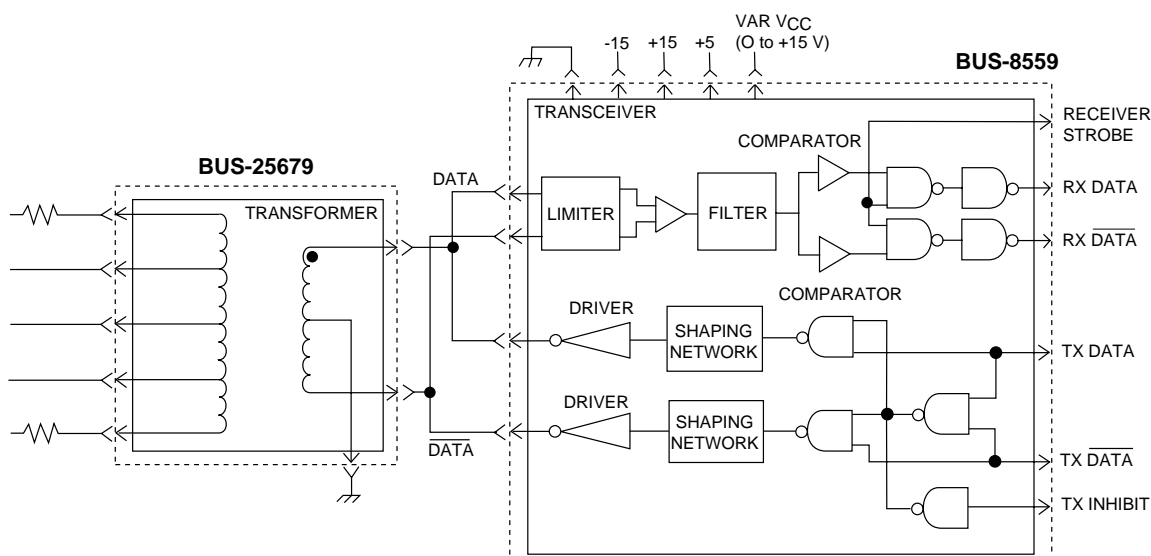 -15
+15
+5
VAR VCC
(O to +15 V)
BUS-8559
TRANSCEIVER
RECEIVER
STROBE
COMPARATOR
BUS-25679
DATA
TRANSFORMER
LIMITER
FILTER
RX DATA
RX DATA
COMPARATOR
DRIVER
SHAPING
NETWORK
TX DATA
DRIVER
SHAPING
NETWORK
DATA
TX DATA
TX INHIBIT